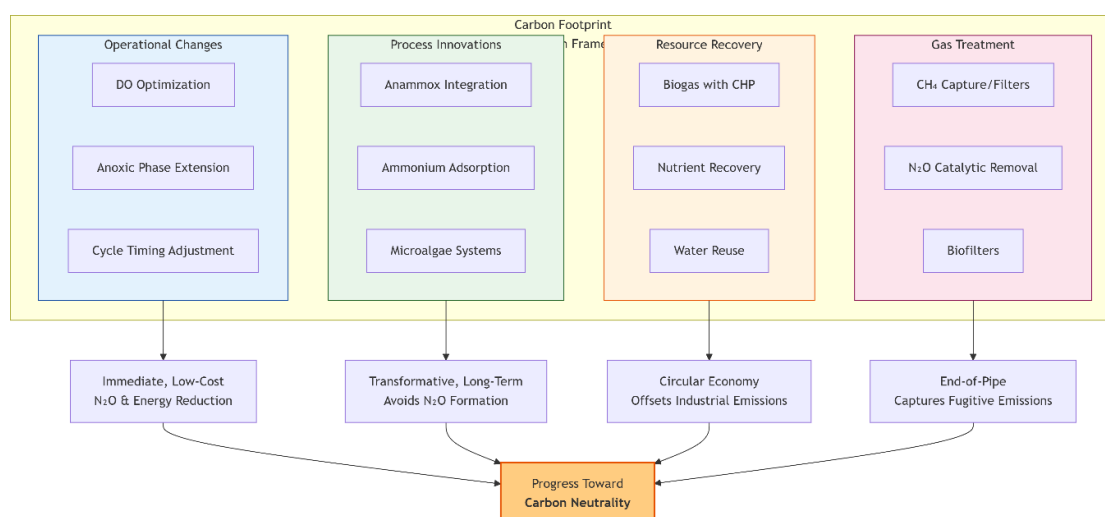 Carbon Footprint
n Frame
Operational Changes
DO Optimization
Anoxic Phase Extension
Cycle Timing Adjustment
Process Innovations
Anammox Integration
Ammonium Adsorption
Microalgae Systems
Resource Recovery
Biogas with CHP
Nutrient Recovery
Water Reuse
Gas Treatment
CH₄ Capture/Filters
N₂O Catalytic Removal
Biofilters
Immediate, Low-Cost
N₂O & Energy Reduction
Transformative, Long-Term
Avoids N₂O Formation
Circular Economy
Offsets Industrial Emissions
End-of-Pipe
Captures Fugitive Emissions
Progress Toward
Carbon Neutrality